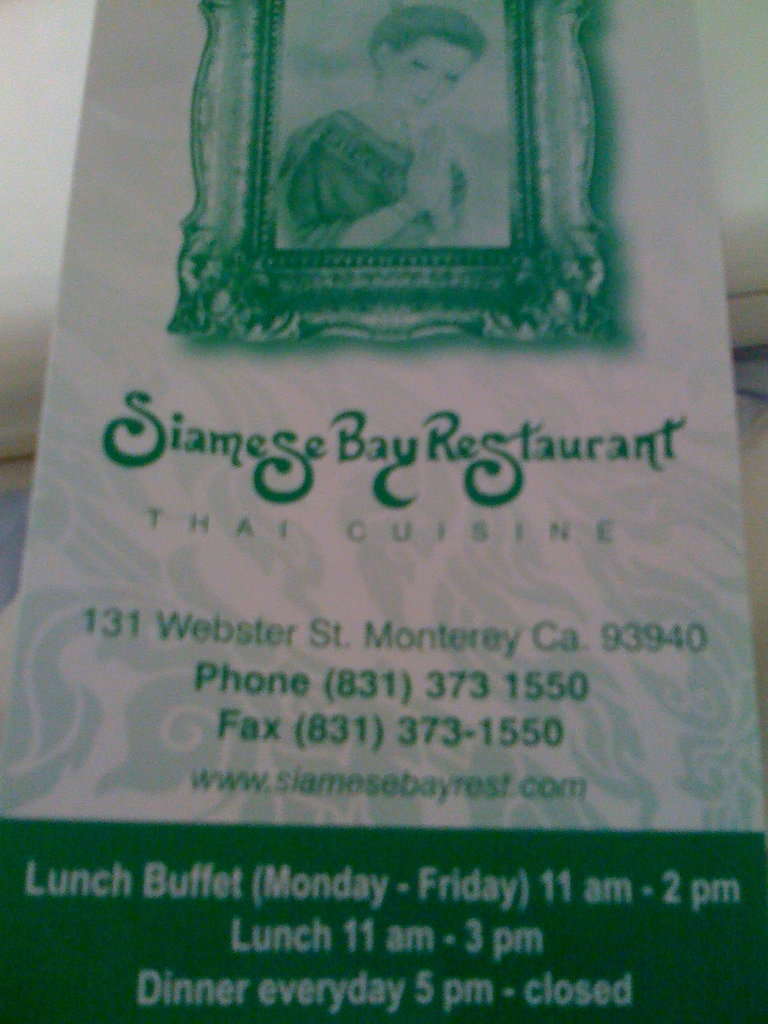 Siamese Bay Restaurant
THAI CUISINE
131 Webster St. Monterey Ca. 93940
Phone (831) 373 1550
Fax (831) 373-1550
www.siamesebayrest.com
Lunch Buffet (Monday - Friday) 11 am - 2 pm
Lunch 11 am - 3 pm
Dinner everyday 5 pm - closed